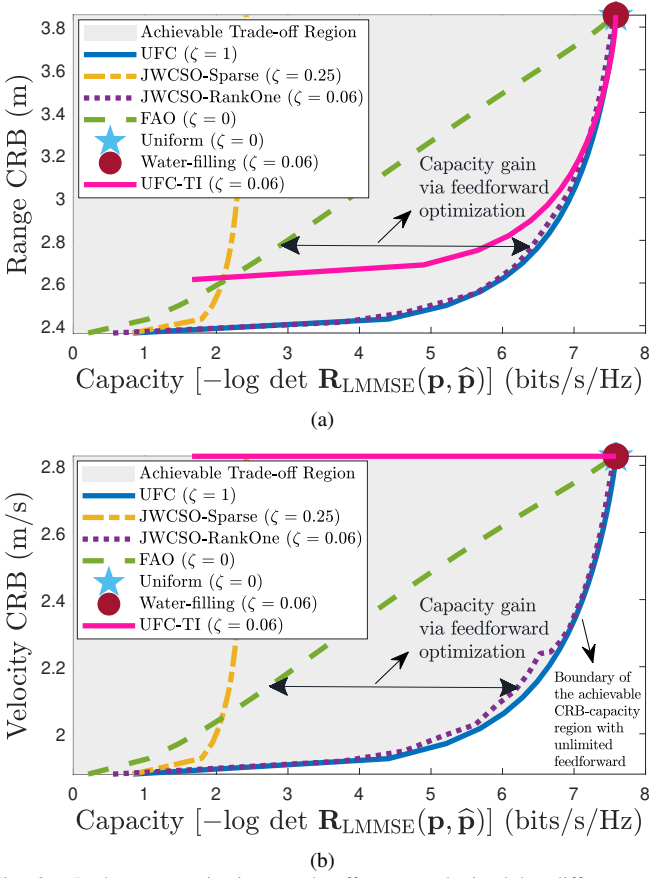 3.8
3.6
3.4
3.2
3
2.8
2.6
2.4
Range CRB (m)
Achievable Trade-off Region
UFC (ζ = 1)
JWCSO-Sparse (ζ = 0.25)
JWCSO-RankOne (ζ = 0.06)
FAO (ζ = 0)
Uniform (ζ = 0)
Water-filling (ζ = 0.06)
UFC-TI (ζ = 0.06)
Capacity gain
via feedforward
optimization
0 1 2 3 4 5 6 7 8
Capacity [−log det R_LMMSE(p, p̂)] (bits/s/Hz)
(a)
2.8
2.6
2.4
2.2
2
Velocity CRB (m/s)
Achievable Trade-off Region
UFC (ζ = 1)
JWCSO-Sparse (ζ = 0.25)
JWCSO-RankOne (ζ = 0.06)
FAO (ζ = 0)
Uniform (ζ = 0)
Water-filling (ζ = 0.06)
UFC-TI (ζ = 0.06)
Capacity gain
via feedforward
optimization
Boundary of
the achievable
CRB-capacity
region with
unlimited
feedforward
0 1 2 3 4 5 6 7 8
Capacity [−log det R_LMMSE(p, p̂)] (bits/s/Hz)
(b)